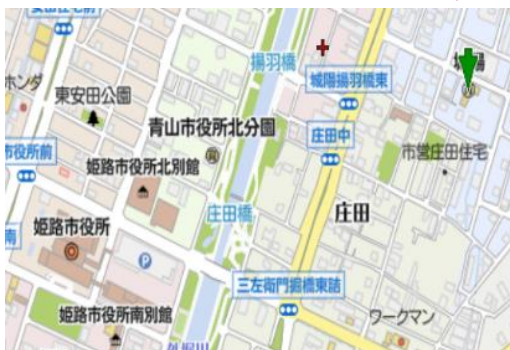 揚羽橋
ホンダ
東安田公園
城陽揚羽橋東
青山市役所北分園
庄田中
市営庄田住宅
市役所前
姫路市役所北別館
庄田橋
庄田
姫路市役所
南
P
三左衛門掘橋東詰
姫路市役所南別館
ワークマン
外堀川